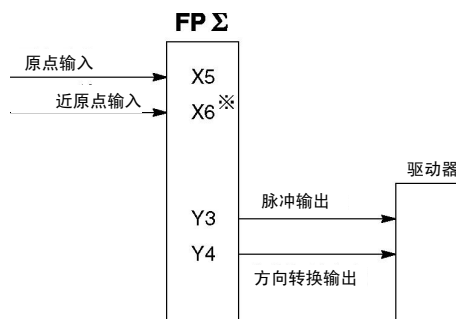 FP Σ
原点输入
X5
近原点输入
X6※
驱动器
脉冲输出
Y3
Y4
方向转换输出